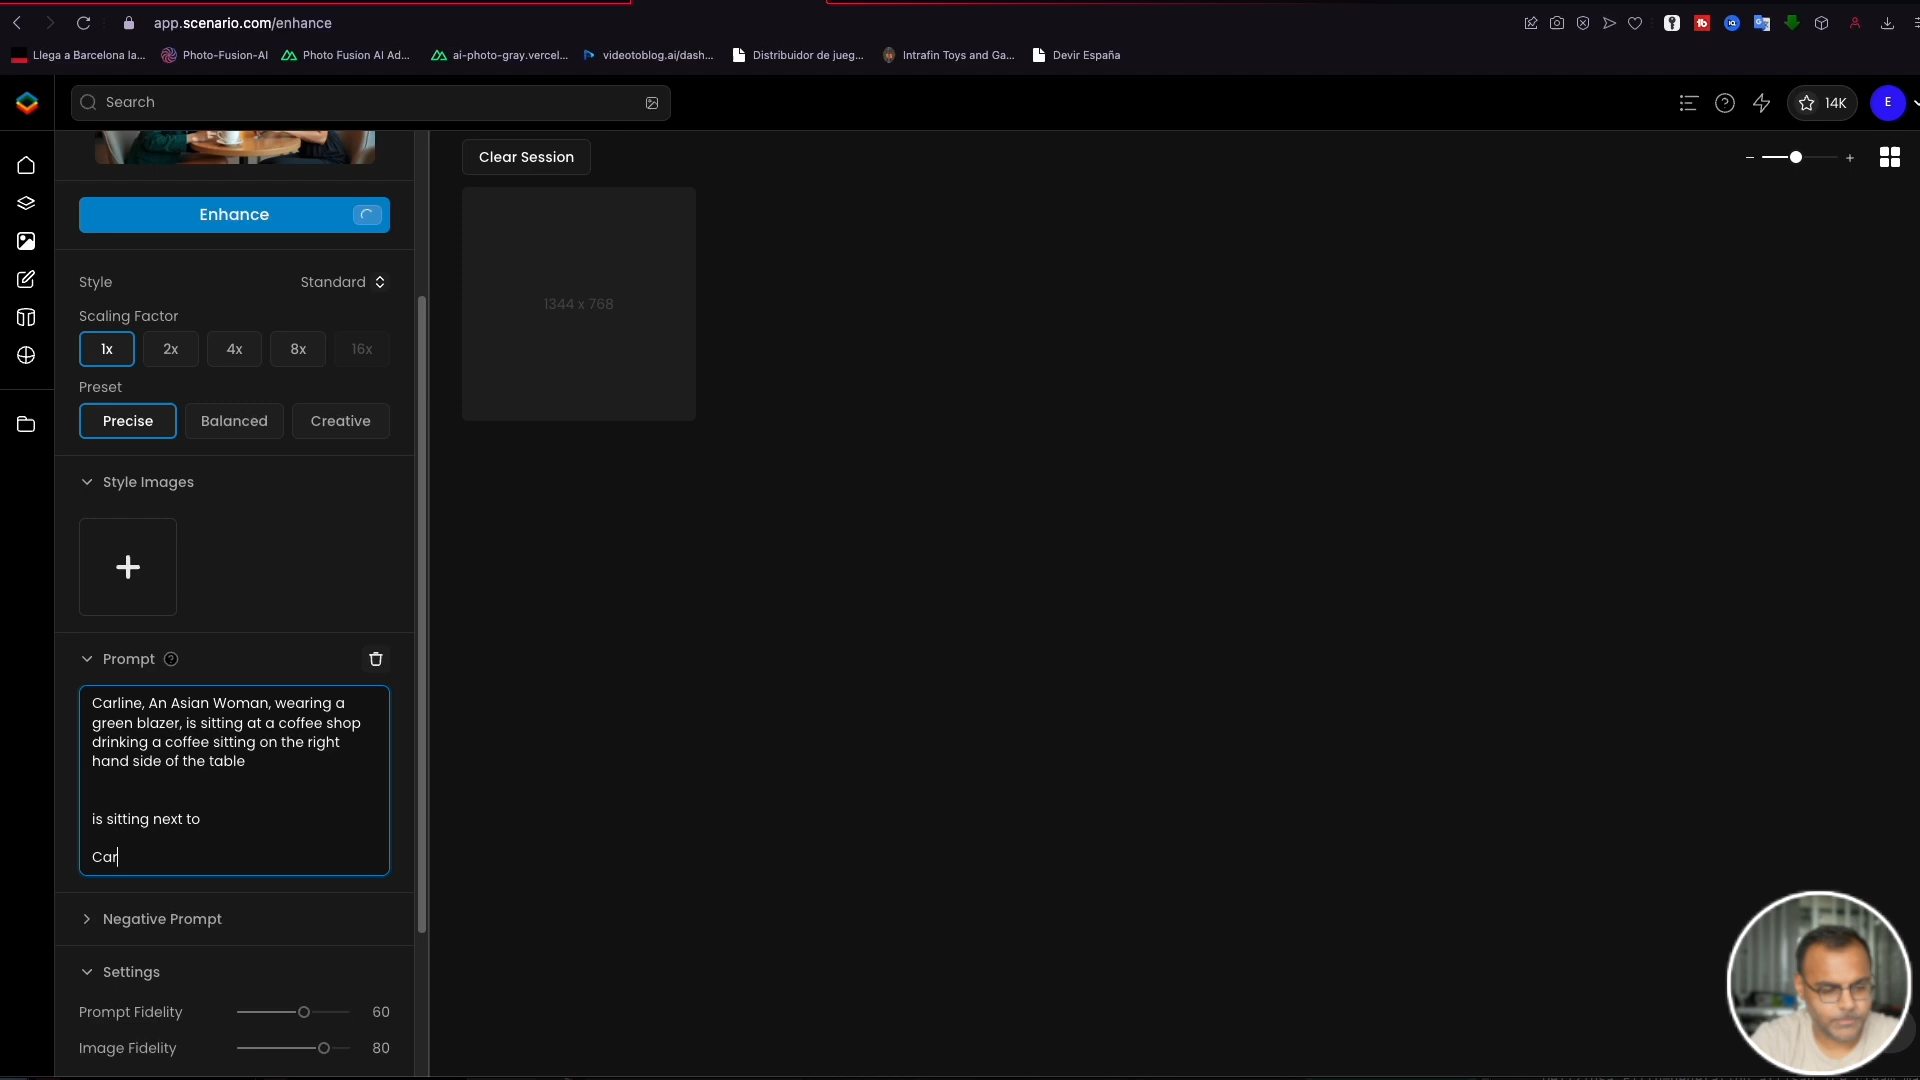 app.scenario.com/enhance
Llega a Barcelona la...
Photo-Fusion-AI
Photo Fusion AI Ad...
ai-photo-gray.vercel...
videotoblog.ai/dash...
Distribuidor de jueg...
Intrafin Toys and Ga...
Devir España
Search
14K
E
Clear Session
Enhance
1344 x 768
Style
Standard
Scaling Factor
1x
2x
4x
8x
16x
Preset
Precise
Balanced
Creative
Style Images
Prompt
Carline, An Asian Woman, wearing a
green blazer, is sitting at a coffee shop
drinking a coffee sitting on the right
hand side of the table
is sitting next to
Car
Negative Prompt
Settings
Prompt Fidelity
60
Image Fidelity
80